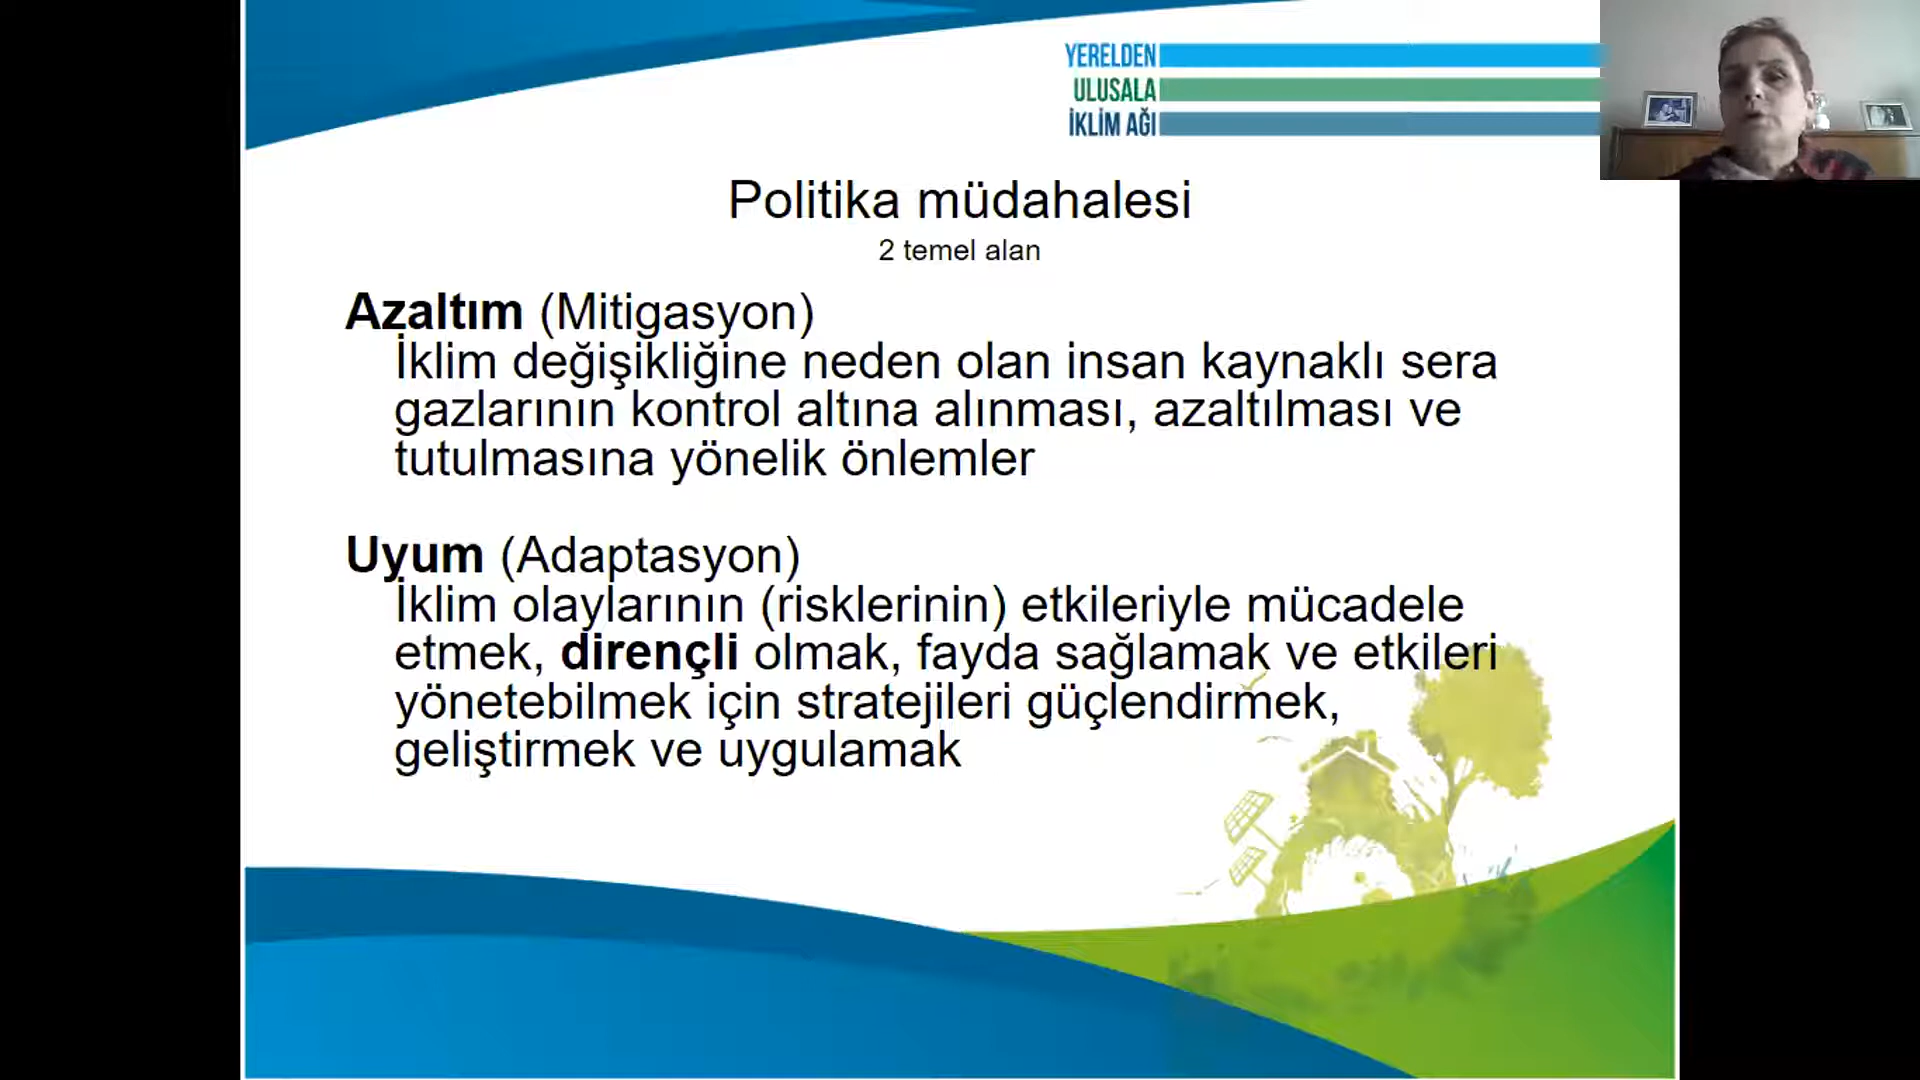 YERELDEN
ULUSALA
İKLİM AĞI
Politika müdahalesi
2 temel alan
Azaltım (Mitigasyon)
İklim değişikliğine neden olan insan kaynaklı sera
gazlarının kontrol altına alınması, azaltılması ve
tutulmasına yönelik önlemler
Uyum (Adaptasyon)
İklim olaylarının (risklerinin) etkileriyle mücadele
etmek, dirençli olmak, fayda sağlamak ve etkileri
yönetebilmek için stratejileri güçlendirmek,
geliştirmek ve uygulamak